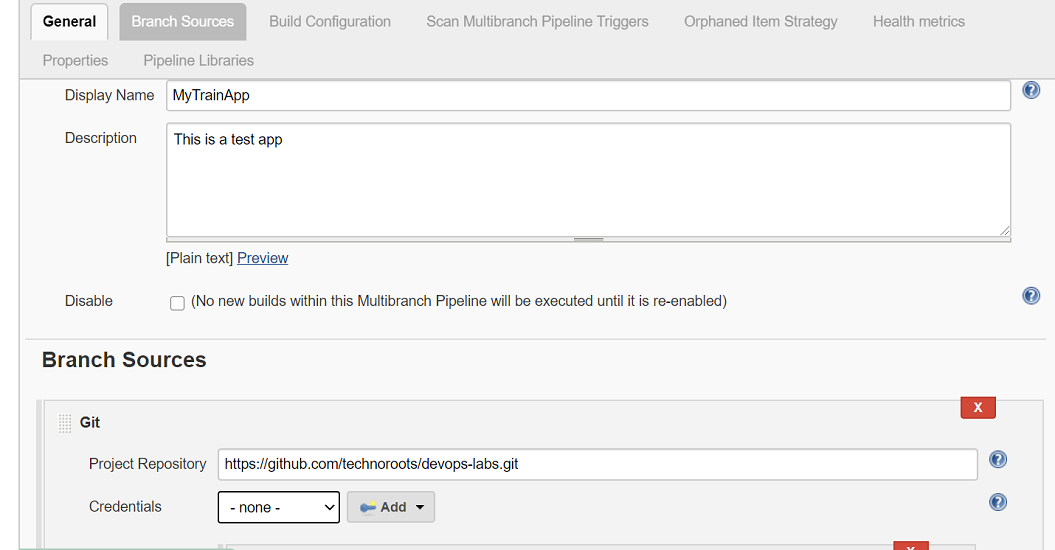 General Branch Sources Build Configuration Scan Multibranch Pipeline Triggers Orphaned Item Strategy Health metrics
Properties Pipeline Libraries
Display Name MyTrainApp ?
Description This is a test app
[Plain text] Preview
Disable (No new builds within this Multibranch Pipeline will be executed until it is re-enabled) ?
Branch Sources
X
Git
Project Repository https://github.com/technoroots/devops-labs.git ?
Credentials - none - Add ?
X